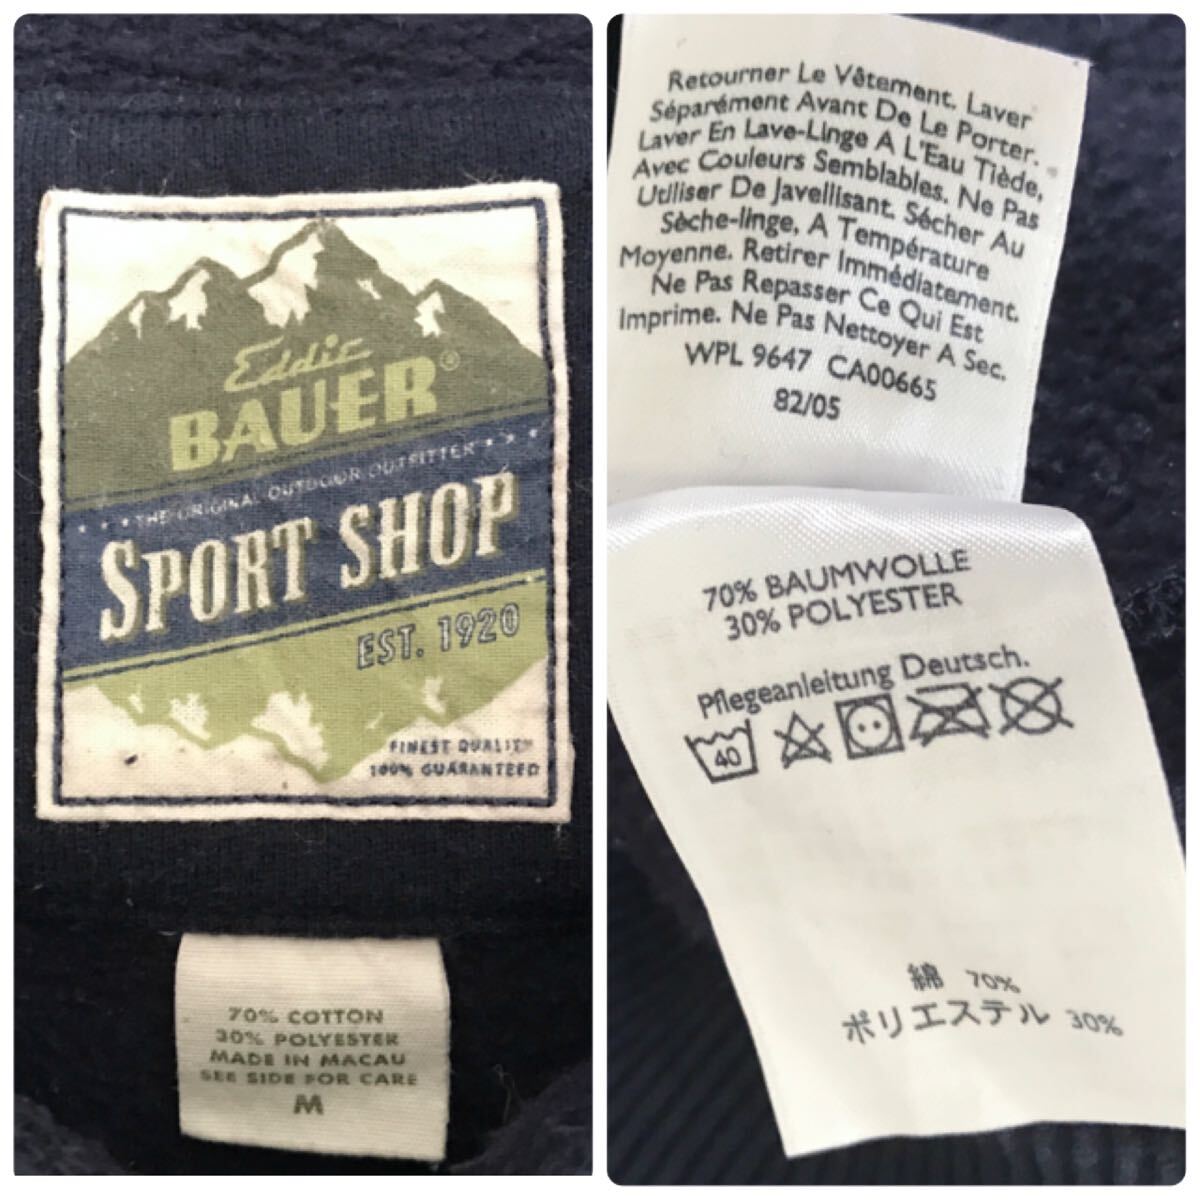 Eddie
BAUER®
THE ORIGINAL OUTDOOR OUTFITTER
SPORT SHOP
EST. 1920
FINEST QUALITY
100% GUARANTEED
70% COTTON
30% POLYESTER
MADE IN MACAU
SEE SIDE FOR CARE
M
Retourner Le Vêtement. Laver
Séparément Avant De Le Porter.
Laver En Lave-Linge A L'Eau Tiède,
Avec Couleurs Semblables. Ne Pas
Utiliser De Javellisant. Sécher Au
Sèche-linge, A Température
Moyenne. Retirer Immédiatement.
Ne Pas Repasser Ce Qui Est
Imprime. Ne Pas Nettoyer A Sec.
WPL 9647 CA00665
82/05
70% BAUMWOLLE
30% POLYESTER
Pflegeanleitung Deutsch.
40
綿 70%
ポリエステル 30%